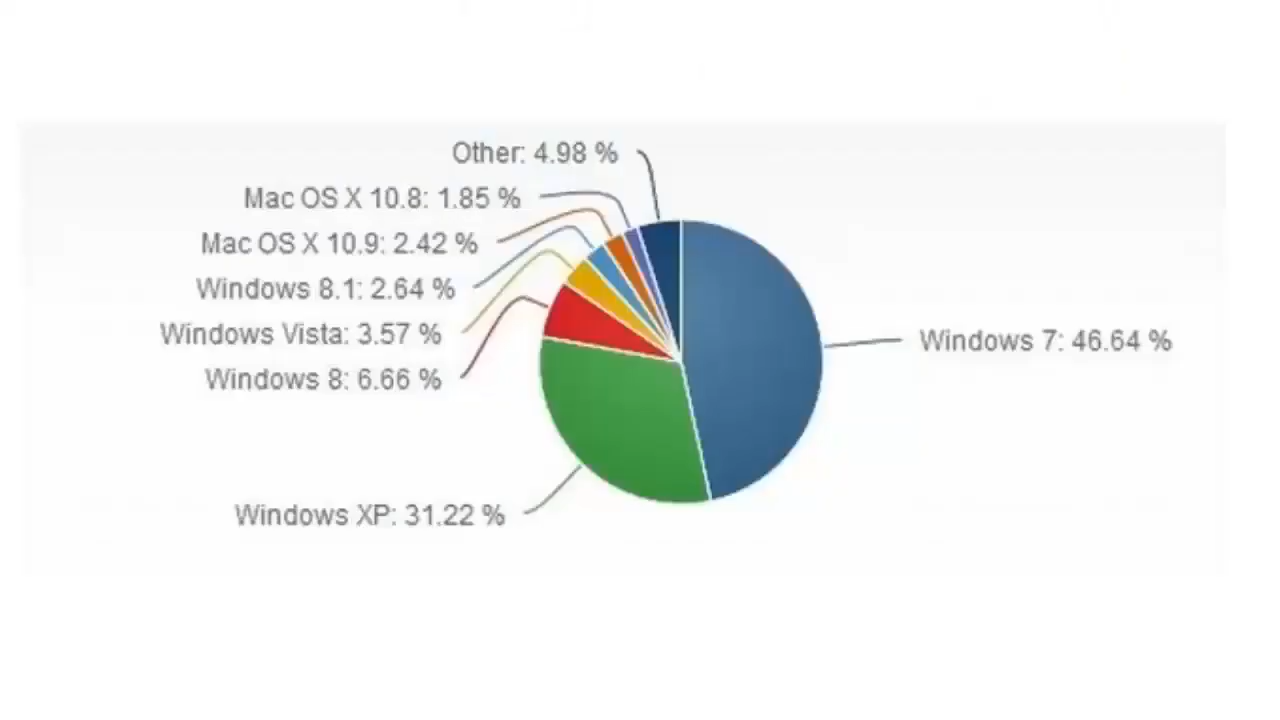 Other: 4.98 %
Mac OS X 10.8: 1.85 %
Mac OS X 10.9: 2.42 %
Windows 8.1: 2.64 %
Windows Vista: 3.57 %
Windows 7: 46.64 %
Windows 8: 6.66 %
Windows XP: 31.22 %